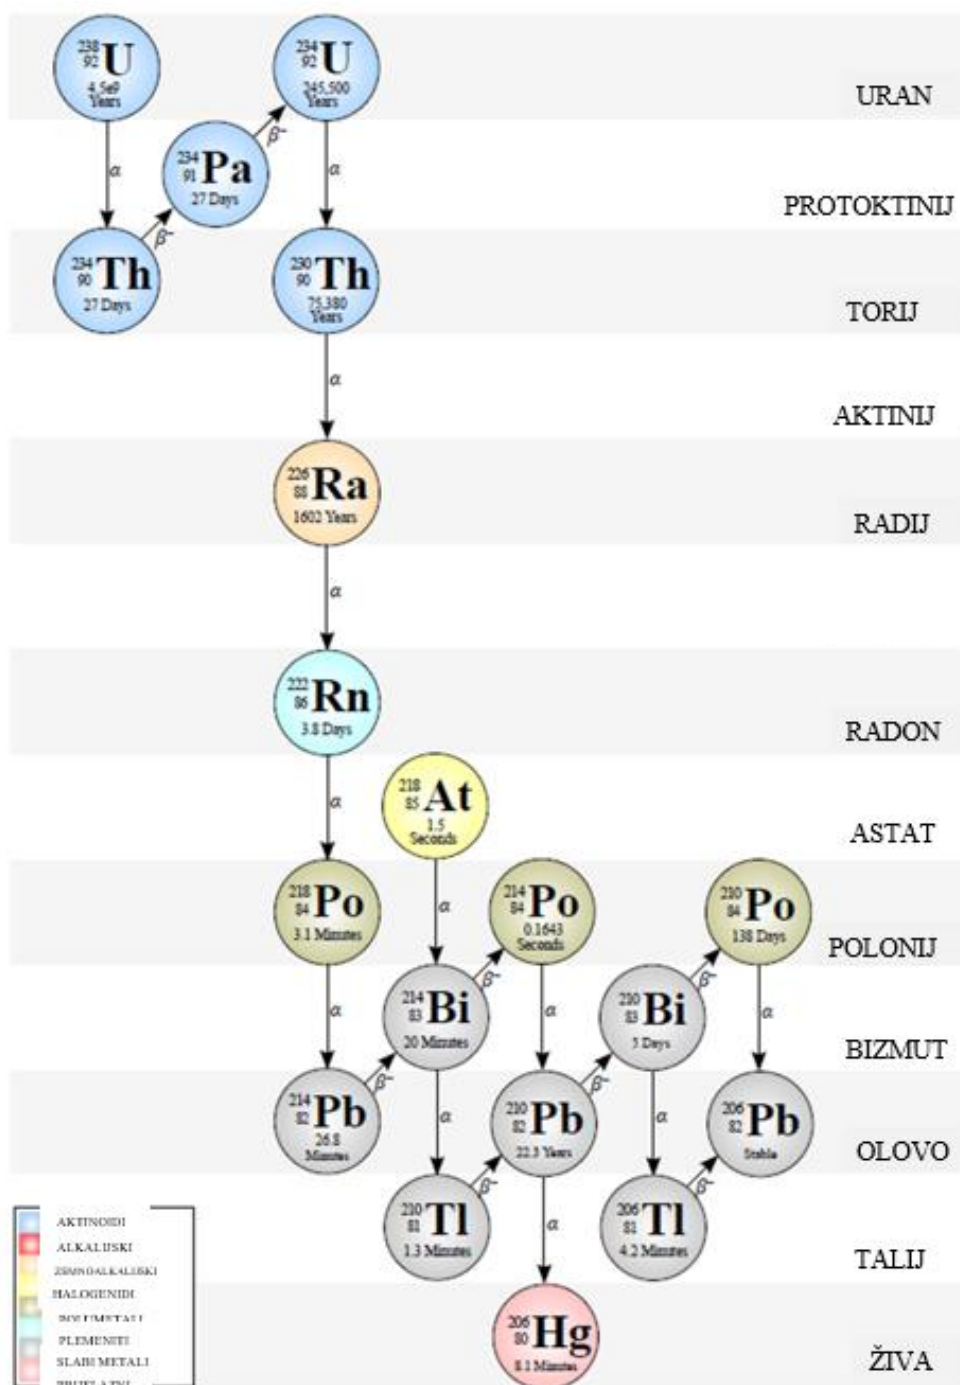 238
92 U
4.5e9
Years
234
92 U
245,500
Years
URAN
α
β⁻
α
234
91 Pa
27 Days
PROTOKTINIJ
β⁻
234
90 Th
27 Days
230
90 Th
75,380
Years
TORIJ
α
AKTINIJ
226
88 Ra
1602 Years
RADIJ
α
222
86 Rn
3.8 Days
RADON
α
218
85 At
1.5
Seconds
ASTAT
218
84 Po
3.1 Minutes
α
214
84 Po
0.1643
Seconds
210
84 Po
138 Days
POLONIJ
α
β⁻
α
β⁻
α
214
83 Bi
20 Minutes
210
83 Bi
5 Days
BIZMUT
β⁻
β⁻
214
82 Pb
26.8
Minutes
α
210
82 Pb
22.3 Years
α
206
82 Pb
Stable
OLOVO
β⁻
β⁻
210
81 Tl
1.3 Minutes
α
206
81 Tl
4.2 Minutes
TALIJ
206
80 Hg
8.1 Minutes
ŽIVA
AKTINOIDI
ALKALIJSKI
ZEMNOALKALIJSKI
HALOGENIDI
POLUMETALI
PLEMENITI
SLABI METALI